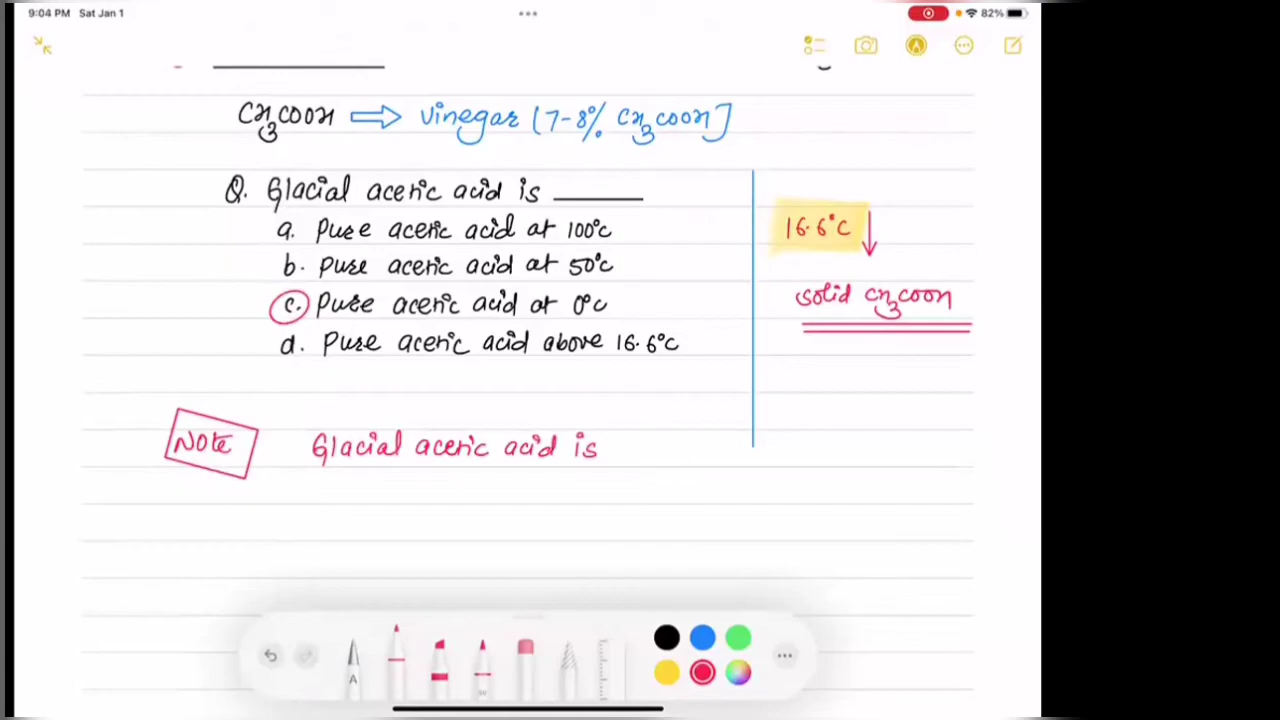 9:04 PM Sat Jan 1
82%
CH3COOH ⇒ Vinegar [7-8% CH3COOH]
Q. Glacial acetic acid is ______
a. Pure acetic acid at 100°C
b. Pure acetic acid at 50°C
c. Pure acetic acid at 0°C
d. Pure acetic acid above 16.6°C
16.6°C ↓
solid CH3COOH
Note Glacial acetic acid is
A